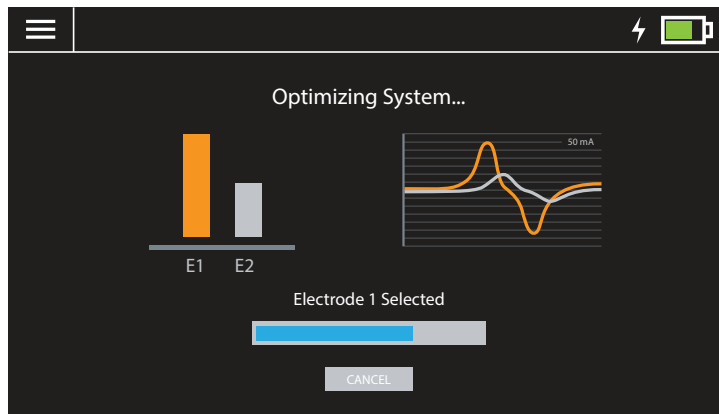 Optimizing System...
50 mA
E1 E2
Electrode 1 Selected
CANCEL